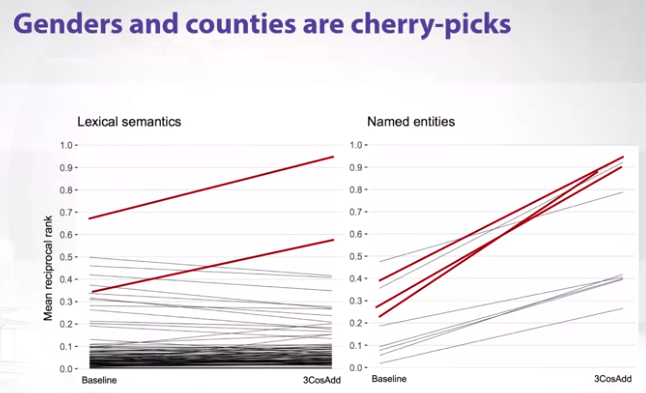 Genders and counties are cherry-picks
Lexical semantics
Named entities
Mean reciprocal rank
1.0
0.9
0.8
0.7
0.6
0.5
0.4
0.3
0.2
0.1
0.0
Baseline
3CosAdd
1.0
0.9
0.8
0.7
0.6
0.5
0.4
0.3
0.2
0.1
0.0
Baseline
3CosAdd